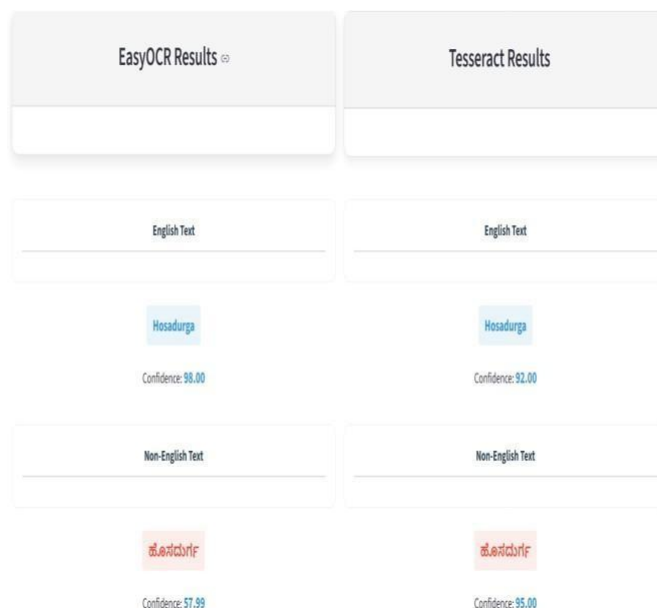 EasyOCR Results
Tesseract Results
English Text
English Text
Hosadurga
Hosadurga
Confidence: 98.00
Confidence: 92.00
Non-English Text
Non-English Text
ಹೊಸದುರ್ಗ
ಹೊಸದುರ್ಗ
Confidence: 57.99
Confidence: 95.00